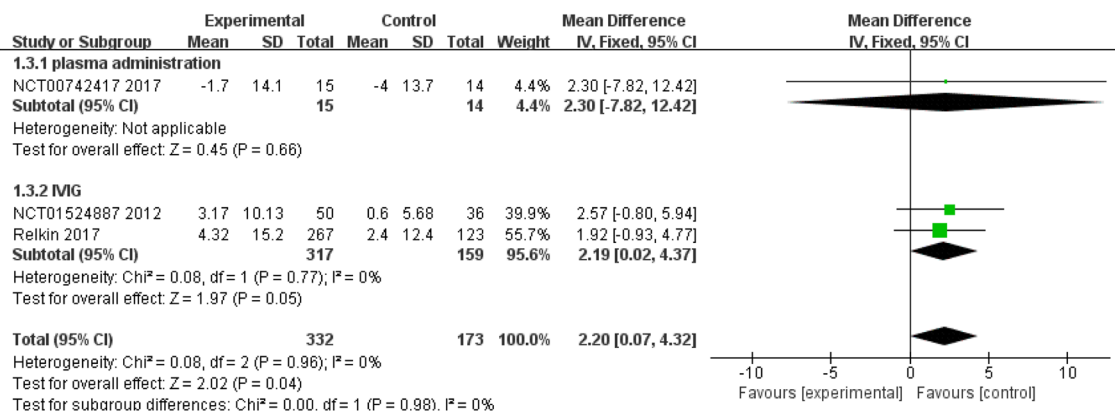 Experimental Control Mean Difference Mean Difference
Study or Subgroup Mean SD Total Mean SD Total Weight IV, Fixed, 95% CI IV, Fixed, 95% CI
1.3.1 plasma administration
NCT00742417 2017 -1.7 14.1 15 -4 13.7 14 4.4% 2.30 [-7.82, 12.42]
Subtotal (95% CI) 15 14 4.4% 2.30 [-7.82, 12.42]
Heterogeneity: Not applicable
Test for overall effect: Z = 0.45 (P = 0.66)
1.3.2 IVIG
NCT01524887 2012 3.17 10.13 50 0.6 5.68 36 39.9% 2.57 [-0.80, 5.94]
Relkin 2017 4.32 15.2 267 2.4 12.4 123 55.7% 1.92 [-0.93, 4.77]
Subtotal (95% CI) 317 159 95.6% 2.19 [0.02, 4.37]
Heterogeneity: Chi² = 0.08, df = 1 (P = 0.77); I² = 0%
Test for overall effect: Z = 1.97 (P = 0.05)
Total (95% CI) 332 173 100.0% 2.20 [0.07, 4.32]
Heterogeneity: Chi² = 0.08, df = 2 (P = 0.96); I² = 0%
Test for overall effect: Z = 2.02 (P = 0.04)
Test for subgroup differences: Chi² = 0.00, df = 1 (P = 0.98), I² = 0%
-10 -5 0 5 10
Favours [experimental] Favours [control]